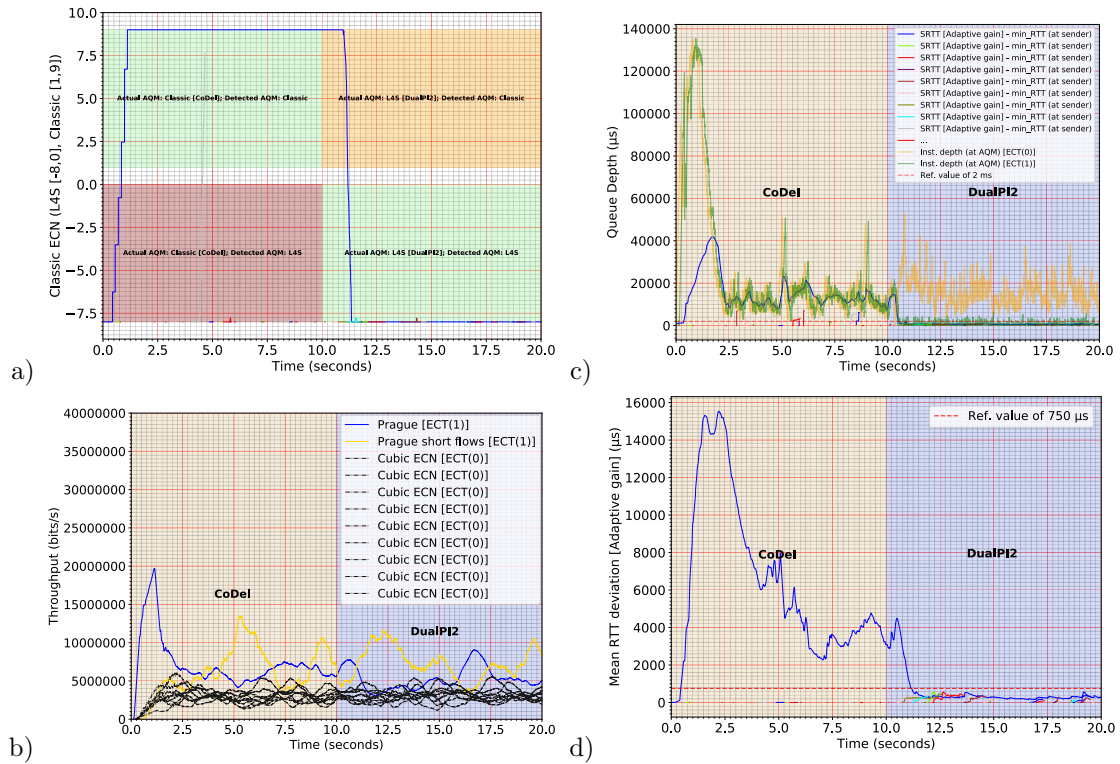 a)
Classic ECN (L4S [-8,0], Classic [1,9]
10.0
7.5
5.0
2.5
0.0
−2.5
−5.0
−7.5
Actual AQM: Classic [CoDel]; Detected AQM: Classic
Actual AQM: L4S [DualPI2]; Detected AQM: Classic
Actual AQM: Classic [CoDel]; Detected AQM: L4S
Actual AQM: L4S [DualPI2]; Detected AQM: L4S
0.0 2.5 5.0 7.5 10.0 12.5 15.0 17.5 20.0
Time (seconds)
c)
Queue Depth (µs)
140000
120000
100000
80000
60000
40000
20000
0
SRTT [Adaptive gain] – min_RTT (at sender)
SRTT [Adaptive gain] – min_RTT (at sender)
SRTT [Adaptive gain] – min_RTT (at sender)
SRTT [Adaptive gain] – min_RTT (at sender)
SRTT [Adaptive gain] – min_RTT (at sender)
SRTT [Adaptive gain] – min_RTT (at sender)
SRTT [Adaptive gain] – min_RTT (at sender)
SRTT [Adaptive gain] – min_RTT (at sender)
SRTT [Adaptive gain] – min_RTT (at sender)
...
Inst. depth (at AQM) [ECT(0)]
Inst. depth (at AQM) [ECT(1)]
Ref. value of 2 ms
CoDel
DualPI2
0.0 2.5 5.0 7.5 10.0 12.5 15.0 17.5 20.0
Time (seconds)
b)
Throughput (bits/s)
40000000
35000000
30000000
25000000
20000000
15000000
10000000
5000000
0
Prague [ECT(1)]
Prague short flows [ECT(1)]
Cubic ECN [ECT(0)]
Cubic ECN [ECT(0)]
Cubic ECN [ECT(0)]
Cubic ECN [ECT(0)]
Cubic ECN [ECT(0)]
Cubic ECN [ECT(0)]
Cubic ECN [ECT(0)]
Cubic ECN [ECT(0)]
CoDel
DualPI2
0.0 2.5 5.0 7.5 10.0 12.5 15.0 17.5 20.0
Time (seconds)
d)
Mean RTT deviation [Adaptive gain] (µs)
16000
14000
12000
10000
8000
6000
4000
2000
0
Ref. value of 750 µs
CoDel
DualPI2
0.0 2.5 5.0 7.5 10.0 12.5 15.0 17.5 20.0
Time (seconds)